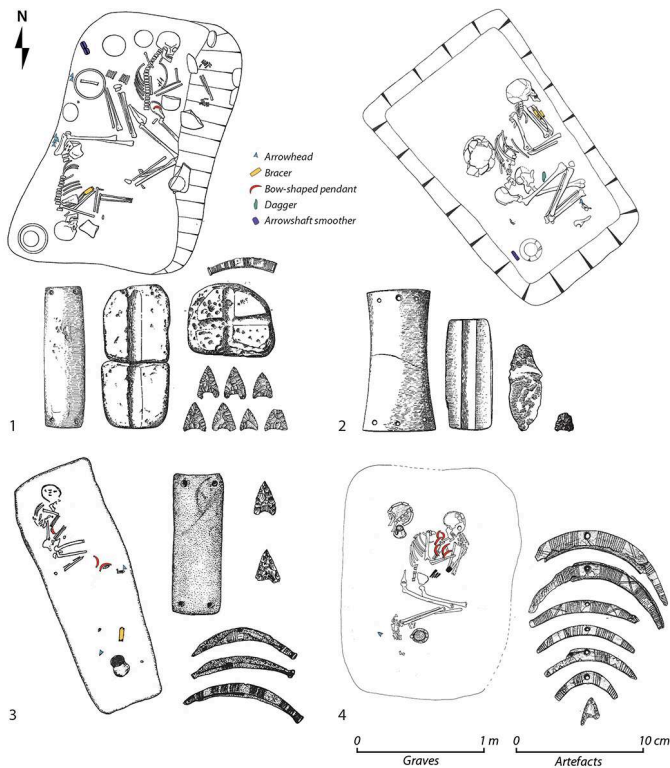 N
Arrowhead
Bracer
Bow-shaped pendant
Dagger
Arrowshaft smoother
1
2
3
4
0 1 m
Graves
0 10 cm
Artefacts